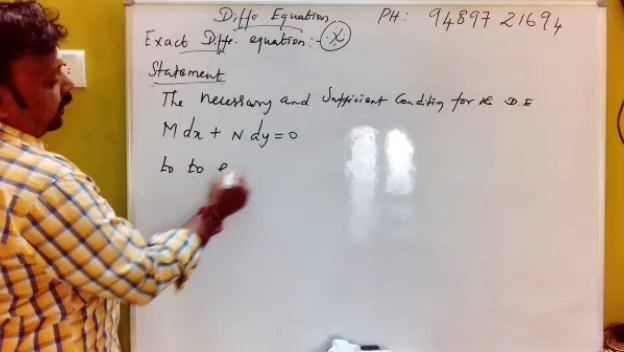 Diffe Equation PH: 94897 21694
Exact Diffe. equation:- *
Statement
The necessary and Sufficient Condition for the D.E
M dx + N dy = 0
to to e